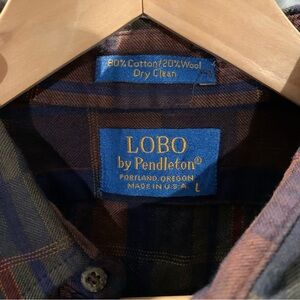 80% Cotton/20% Wool
Dry Clean
LOBO
by Pendleton®
PORTLAND, OREGON
MADE IN U.S.A. L